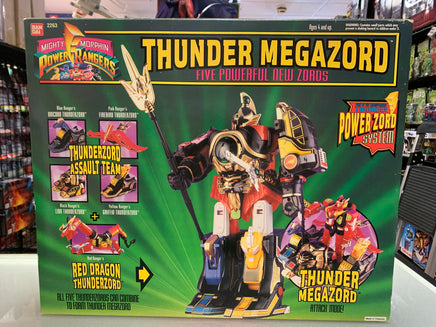 BAN DAI
2263
MIGHTY MORPHIN
POWER RANGERS
THUNDER MEGAZORD
FIVE POWERFUL NEW ZORDS
Ages 4 and up.
Blue Ranger's
UNICORN THUNDERZORD
Pink Ranger's
FIREBIRD THUNDERZORD
THUNDERZORD
ASSAULT TEAM
Black Ranger's
LION THUNDERZORD
+
Yellow Ranger's
GRIFFIN THUNDERZORD
Red Ranger's
RED DRAGON
THUNDERZORD
ALL FIVE THUNDERZORDS CAN COMBINE
TO FORM THUNDER MEGAZORD
POWER ZORD
SYSTEM
THUNDER
MEGAZORD
ATTACK MODE!